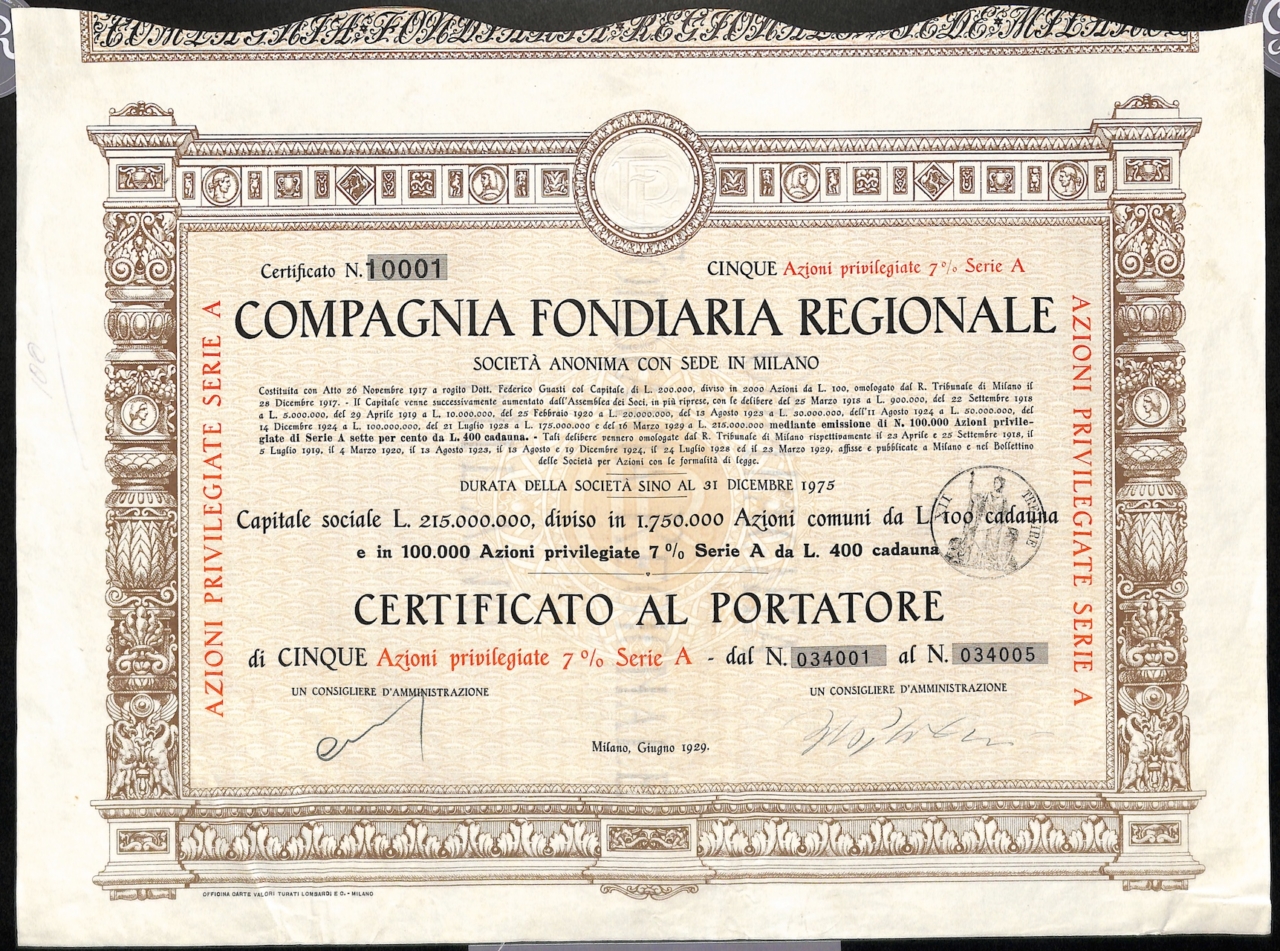 COMPAGNIA FONDIARIA REGIONALE SEDE MILANO
Certificato N. 10001
CINQUE Azioni privilegiate 7% Serie A
COMPAGNIA FONDIARIA REGIONALE
SOCIETÀ ANONIMA CON SEDE IN MILANO
Costituita con Atto 26 Novembre 1917 a rogito Dott. Federico Guasti col Capitale di L. 200.000, diviso in 2000 Azioni da L. 100, omologato dal R. Tribunale di Milano il
28 Dicembre 1917. - Il Capitale venne successivamente aumentato dall'Assemblea dei Soci, in più riprese, con le delibere del 25 Marzo 1918 a L. 900.000, del 22 Settembre 1918
a L. 5.000.000, del 29 Aprile 1919 a L. 10.000.000, del 25 Febbraio 1920 a L. 20.000.000, del 13 Agosto 1923 a L. 30.000.000, dell'11 Agosto 1924 a L. 50.000.000, del
14 Dicembre 1924 a L. 100.000.000, del 21 Luglio 1928 a L. 175.000.000 e del 16 Marzo 1929 a L. 215.000.000 mediante emissione di N. 100.000 Azioni privile-
giate di Serie A sette per cento da L. 400 cadauna. - Tali delibere vennero omologate dal R. Tribunale di Milano rispettivamente il 23 Aprile e 25 Settembre 1918, il
5 Luglio 1919, il 4 Marzo 1920, il 13 Agosto 1923, il 13 Agosto e 19 Dicembre 1924, il 24 Luglio 1928 ed il 23 Marzo 1929, affisse e pubblicate a Milano e nel Bollettino
delle Società per Azioni con le formalità di legge.
DURATA DELLA SOCIETÀ SINO AL 31 DICEMBRE 1975
Capitale sociale L. 215.000.000, diviso in 1.750.000 Azioni comuni da L. 100 cadauna
e in 100.000 Azioni privilegiate 7% Serie A da L. 400 cadauna
CERTIFICATO AL PORTATORE
di CINQUE Azioni privilegiate 7% Serie A - dal N. 034001 al N. 034005
UN CONSIGLIERE D'AMMINISTRAZIONE
UN CONSIGLIERE D'AMMINISTRAZIONE
Milano, Giugno 1929.
AZIONI PRIVILEGIATE SERIE A
AZIONI PRIVILEGIATE SERIE A
OFFICINA CARTE VALORI TURATI LOMBARDI E C. - MILANO
100